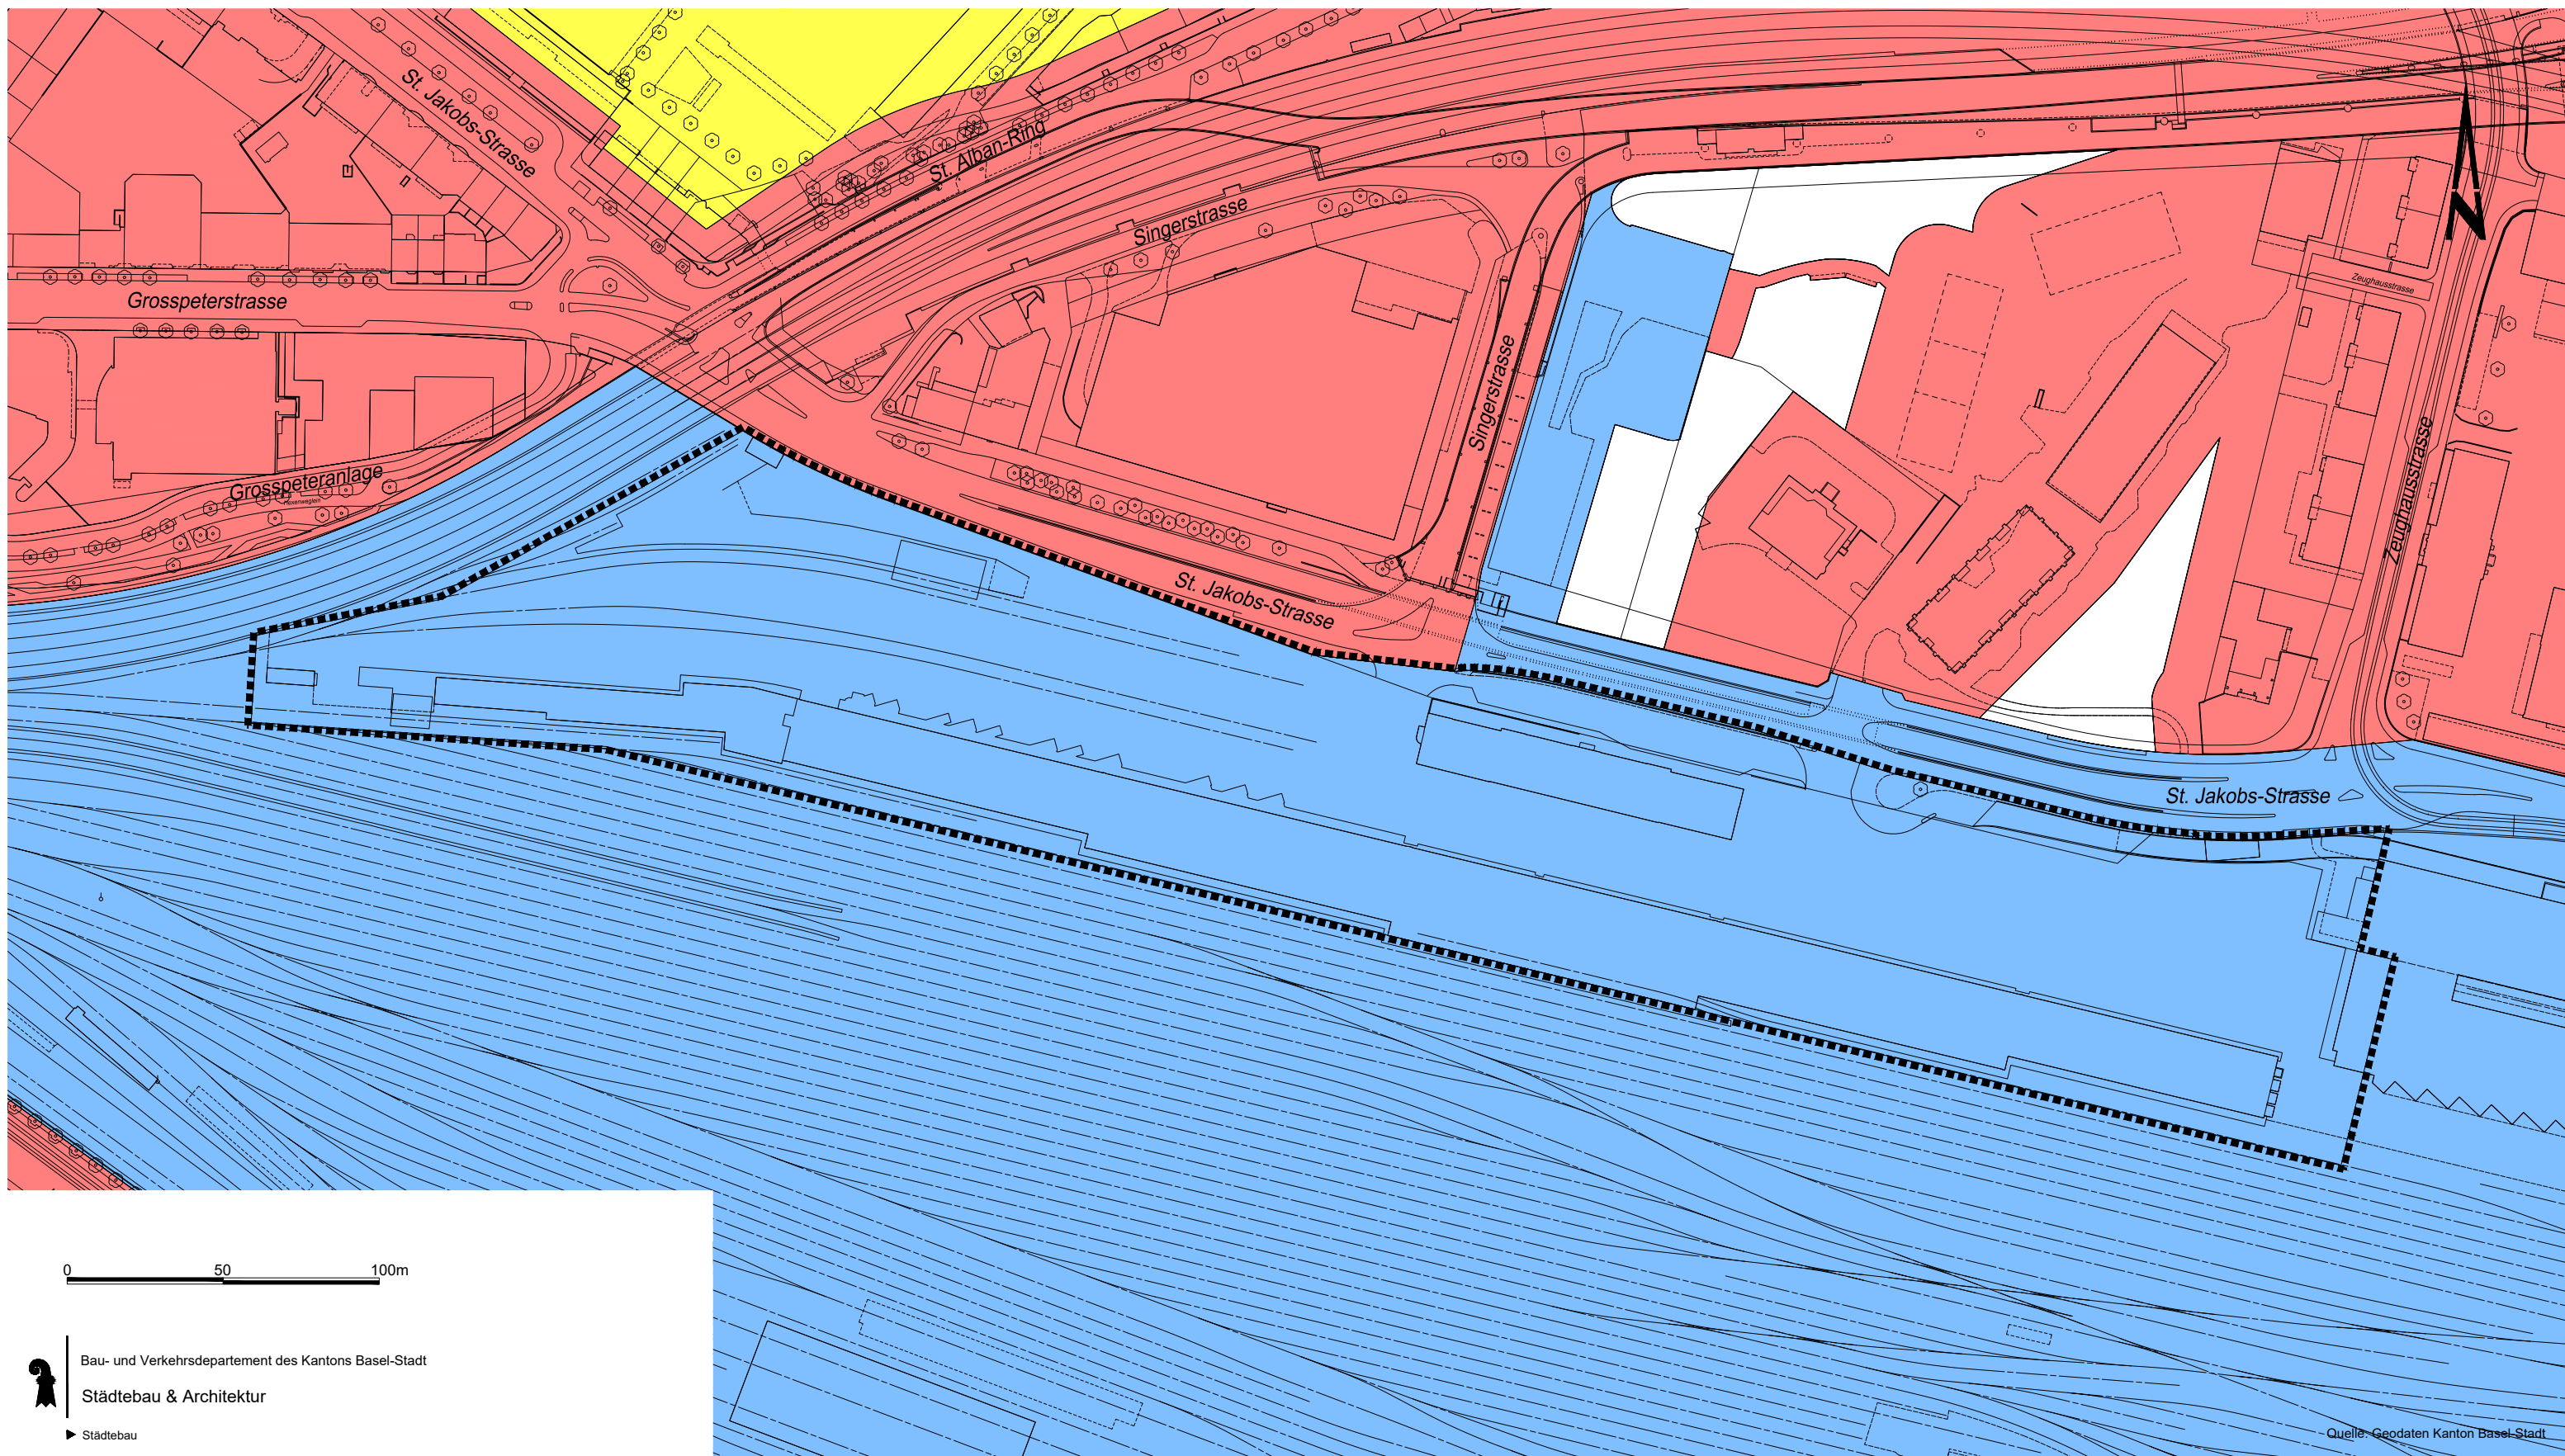 St. Jakobs-Strasse
St. Alban-Ring
Singerstrasse
Grosspeterstrasse
Zeughausstrasse
Singerstrasse
Grosspeteranlage
Hexenweglein
Zeughausstrasse
St. Jakobs-Strasse
St. Jakobs-Strasse
N
0 50 100m
Bau- und Verkehrsdepartement des Kantons Basel-Stadt
Städtebau & Architektur
Städtebau
Quelle: Geodaten Kanton Basel-Stadt